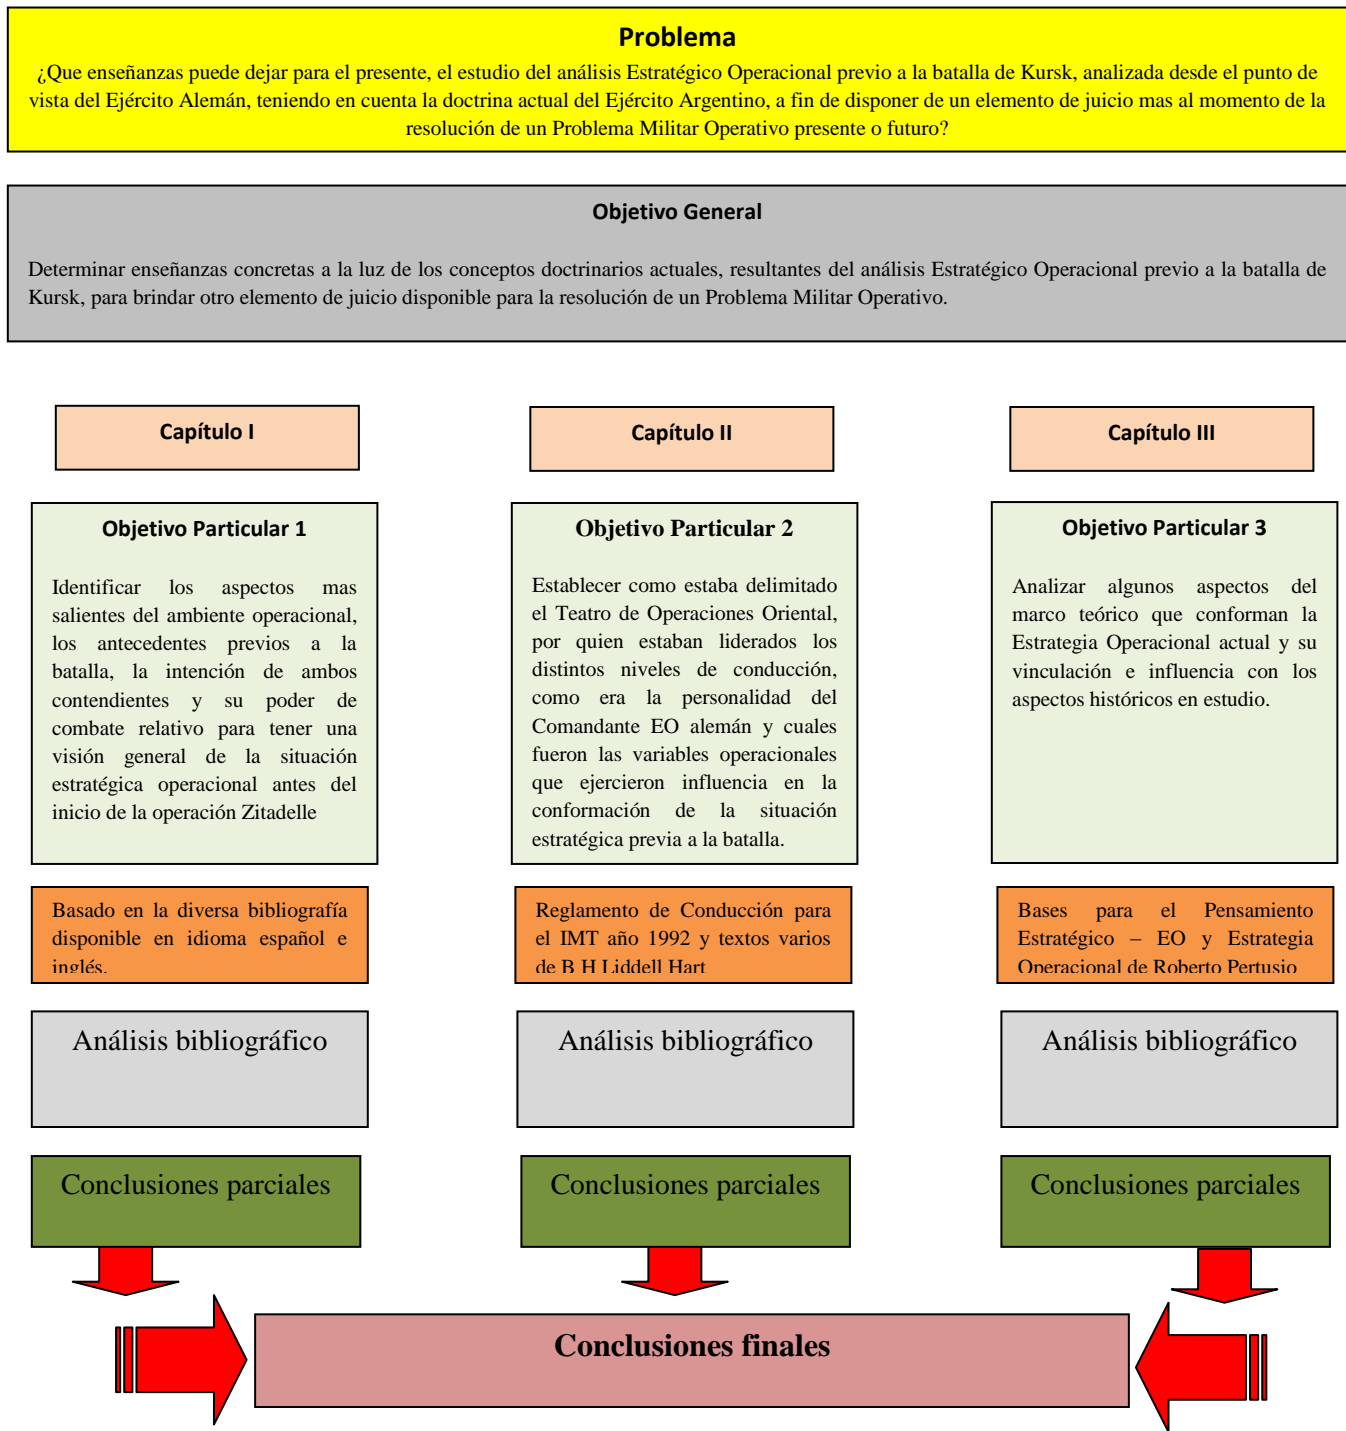 Problema
¿Que enseñanzas puede dejar para el presente, el estudio del análisis Estratégico Operacional previo a la batalla de Kursk, analizada desde el punto de
vista del Ejército Alemán, teniendo en cuenta la doctrina actual del Ejército Argentino, a fin de disponer de un elemento de juicio mas al momento de la
resolución de un Problema Militar Operativo presente o futuro?
Objetivo General
Determinar enseñanzas concretas a la luz de los conceptos doctrinarios actuales, resultantes del análisis Estratégico Operacional previo a la batalla de
Kursk, para brindar otro elemento de juicio disponible para la resolución de un Problema Militar Operativo.
Capítulo I
Objetivo Particular 1
Identificar los aspectos mas
salientes del ambiente operacional,
los antecedentes previos a la
batalla, la intención de ambos
contendientes y su poder de
combate relativo para tener una
visión general de la situación
estratégica operacional antes del
inicio de la operación Zitadelle
Basado en la diversa bibliografía
disponible en idioma español e
inglés.
Análisis bibliográfico
Conclusiones parciales
Capítulo II
Objetivo Particular 2
Establecer como estaba delimitado
el Teatro de Operaciones Oriental,
por quien estaban liderados los
distintos niveles de conducción,
como era la personalidad del
Comandante EO alemán y cuales
fueron las variables operacionales
que ejercieron influencia en la
conformación de la situación
estratégica previa a la batalla.
Reglamento de Conducción para
el IMT año 1992 y textos varios
de B H Liddell Hart
Análisis bibliográfico
Conclusiones parciales
Capítulo III
Objetivo Particular 3
Analizar algunos aspectos del
marco teórico que conforman la
Estrategia Operacional actual y su
vinculación e influencia con los
aspectos históricos en estudio.
Bases para el Pensamiento
Estratégico – EO y Estrategia
Operacional de Roberto Pertusio
Análisis bibliográfico
Conclusiones parciales
Conclusiones finales